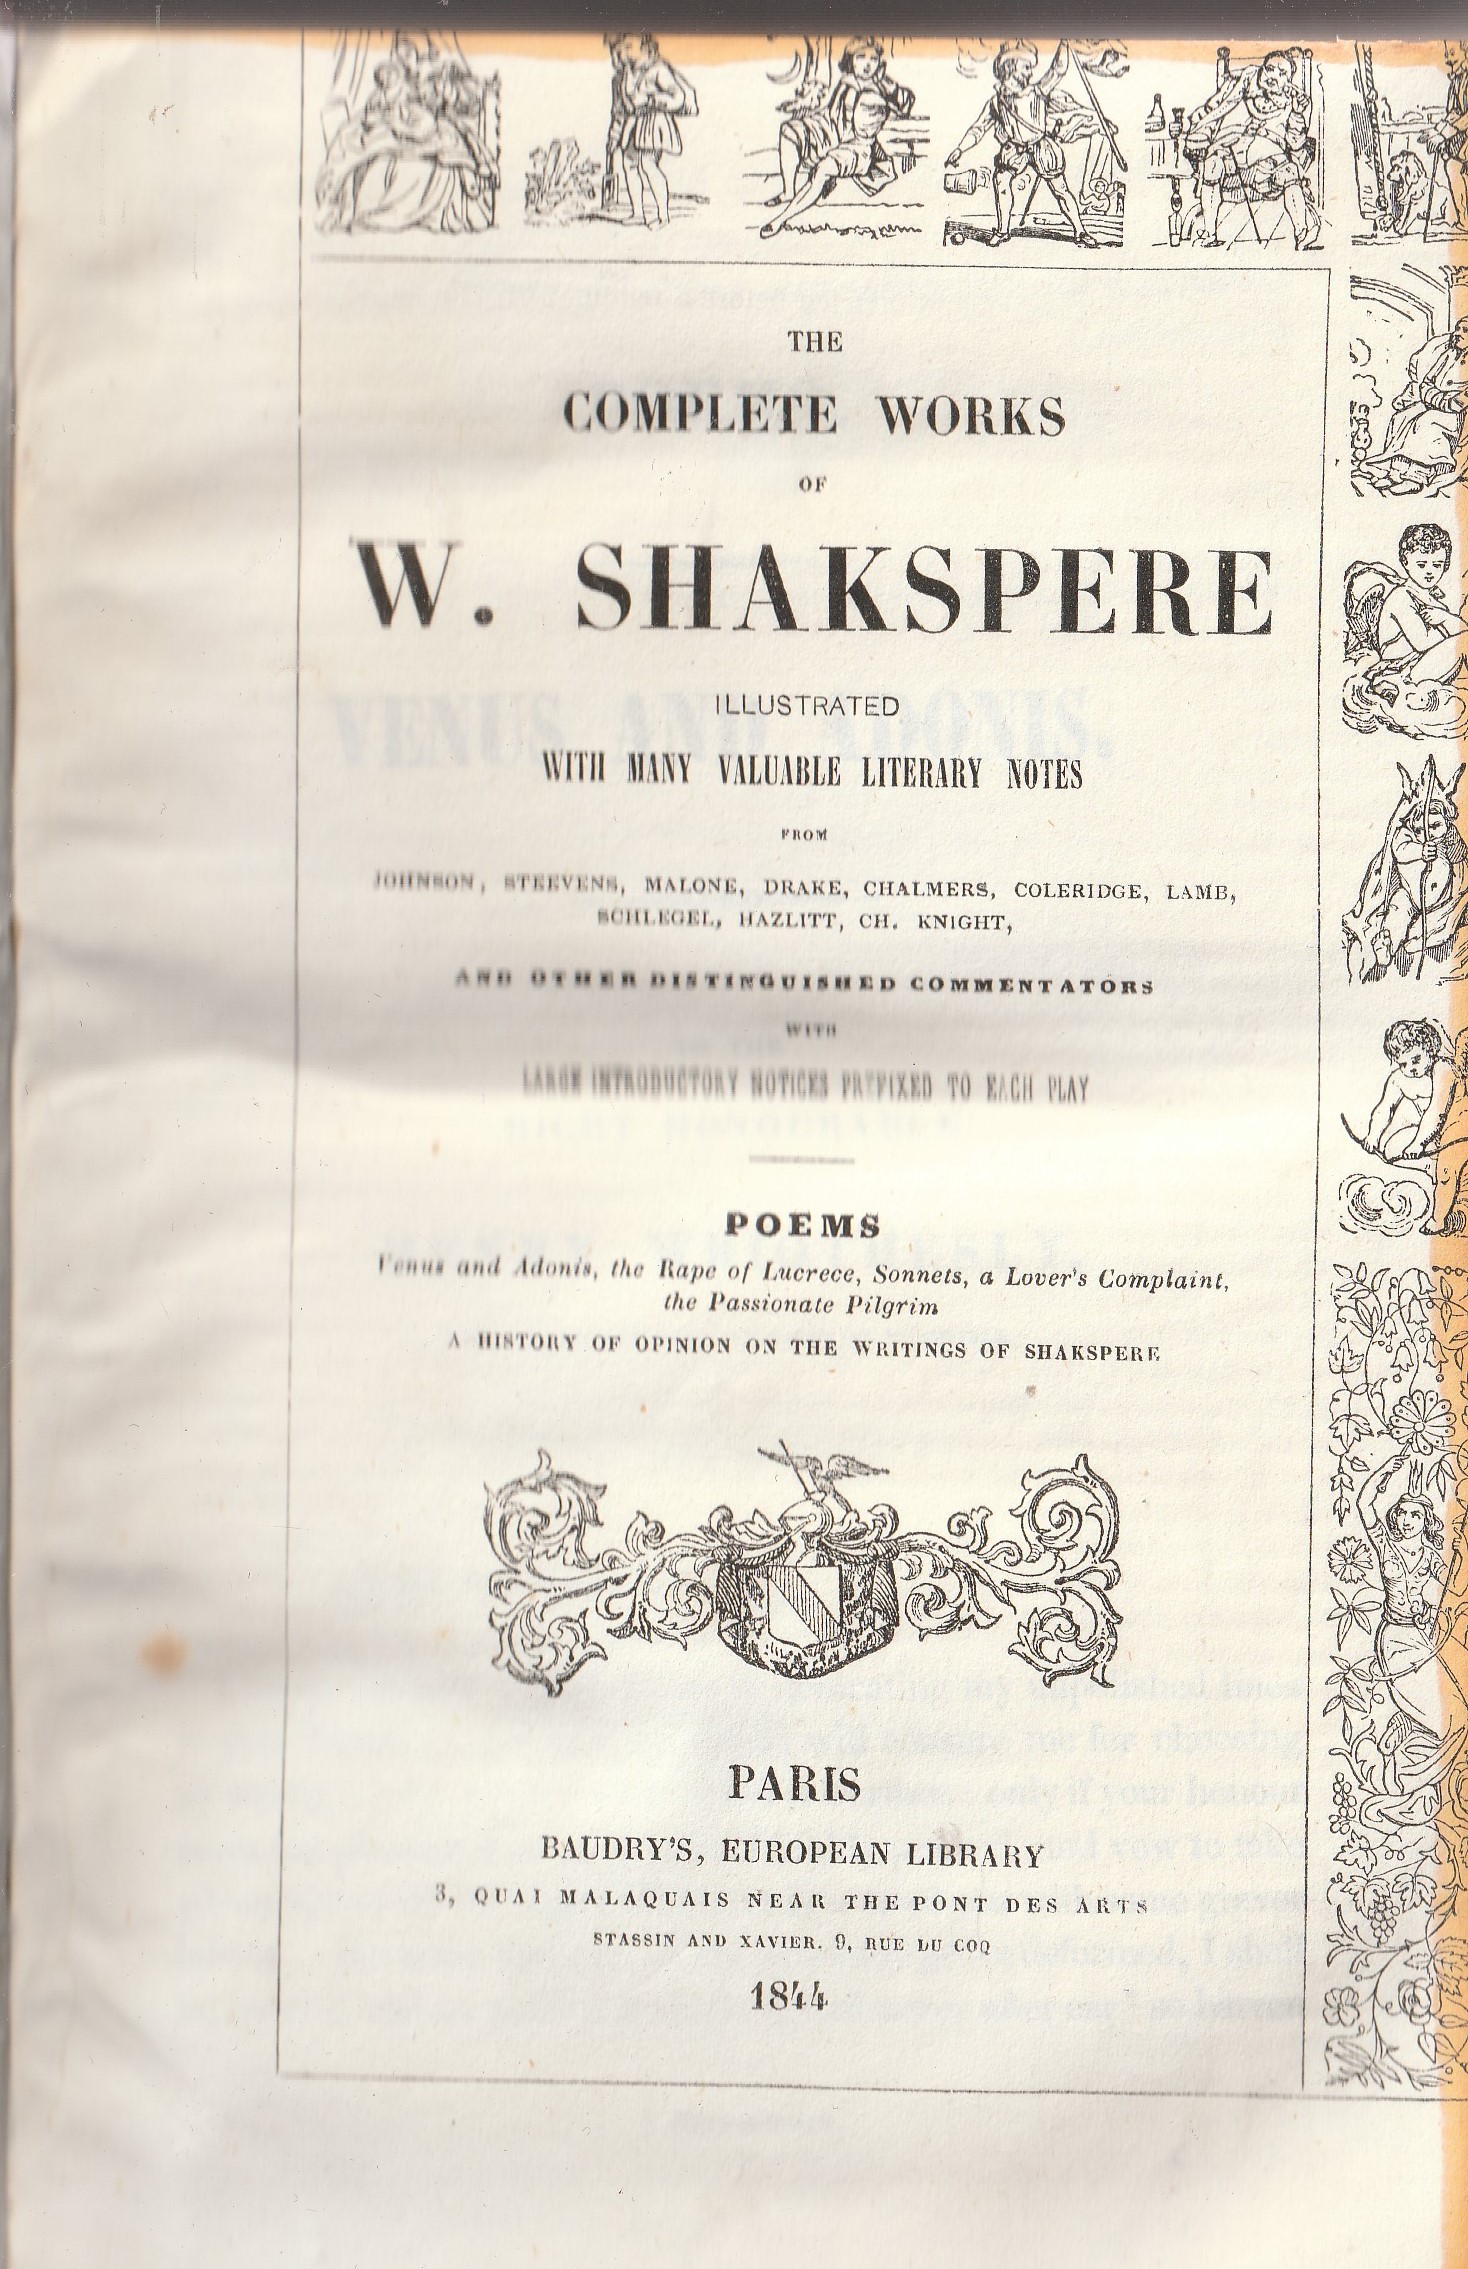 THE
COMPLETE WORKS
OF
W. SHAKSPERE
ILLUSTRATED
WITH MANY VALUABLE LITERARY NOTES
FROM
JOHNSON, STEEVENS, MALONE, DRAKE, CHALMERS, COLERIDGE, LAMB,
SCHLEGEL, HAZLITT, CH. KNIGHT,
AND OTHER DISTINGUISHED COMMENTATORS
WITH
LARGE INTRODUCTORY NOTICES PREFIXED TO EACH PLAY
POEMS
Venus and Adonis, the Rape of Lucrece, Sonnets, a Lover's Complaint,
the Passionate Pilgrim
A HISTORY OF OPINION ON THE WRITINGS OF SHAKSPERE
PARIS
BAUDRY'S, EUROPEAN LIBRARY
3, QUAI MALAQUAIS NEAR THE PONT DES ARTS
STASSIN AND XAVIER. 9, RUE DU COQ
1844